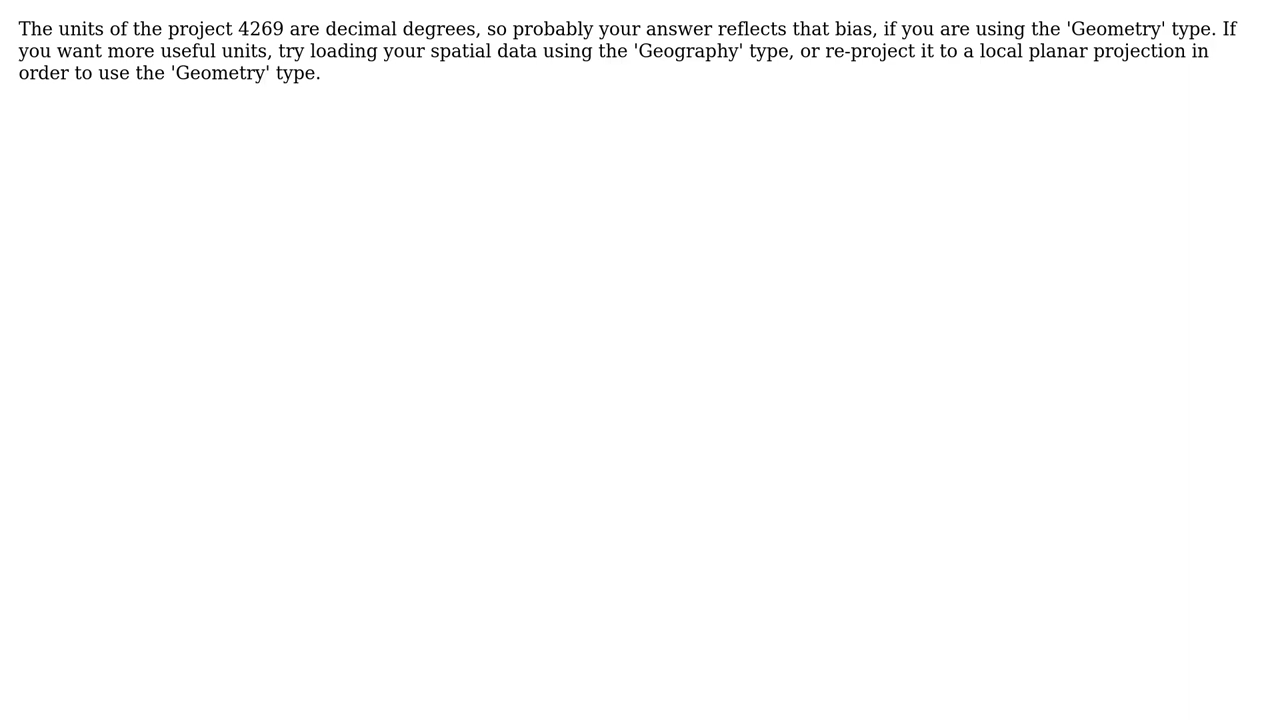 The units of the project 4269 are decimal degrees, so probably your answer reflects that bias, if you are using the 'Geometry' type. If
you want more useful units, try loading your spatial data using the 'Geography' type, or re-project it to a local planar projection in
order to use the 'Geometry' type.